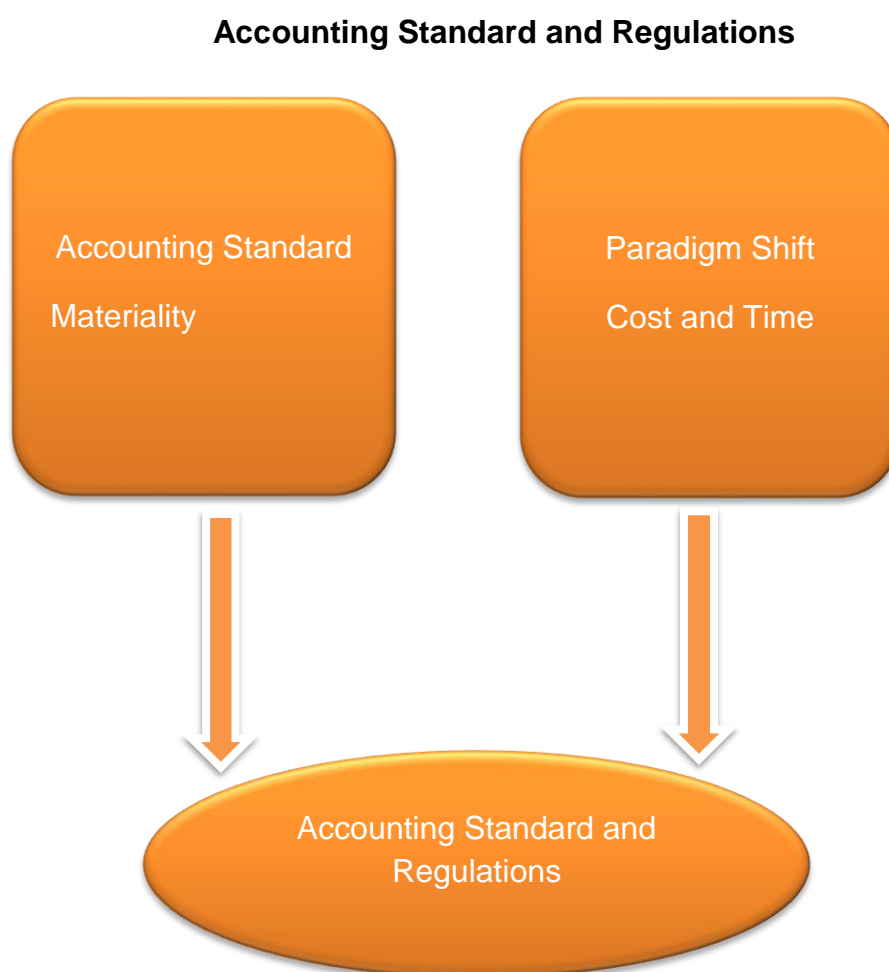 Accounting Standard and Regulations
Accounting Standard
Materiality
Paradigm Shift
Cost and Time
Accounting Standard and
Regulations